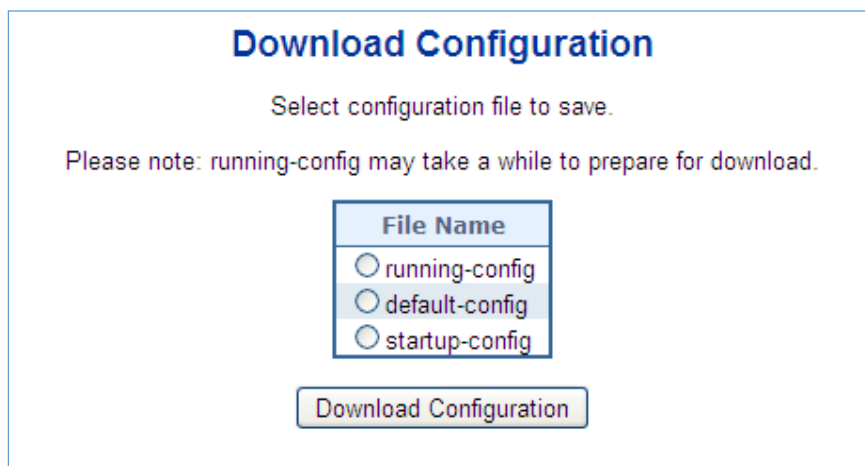 Download Configuration
Select configuration file to save.
Please note: running-config may take a while to prepare for download.
File Name
running-config
default-config
startup-config
Download Configuration